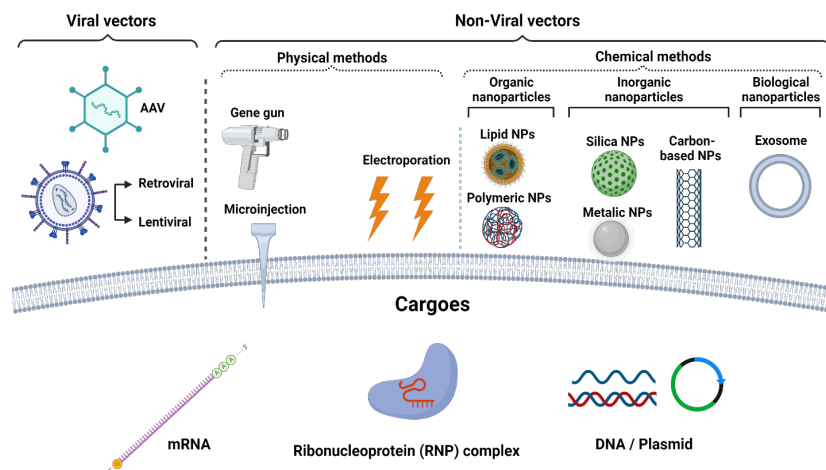 Viral vectors
Non-Viral vectors
Physical methods
Chemical methods
Organic
nanoparticles
Inorganic
nanoparticles
Biological
nanoparticles
AAV
Gene gun
Lipid NPs
Silica NPs
Carbon-
based NPs
Exosome
Electroporation
Retroviral
Lentiviral
Microinjection
Polymeric NPs
Metalic NPs
Cargoes
A A A
mRNA
Ribonucleoprotein (RNP) complex
DNA / Plasmid